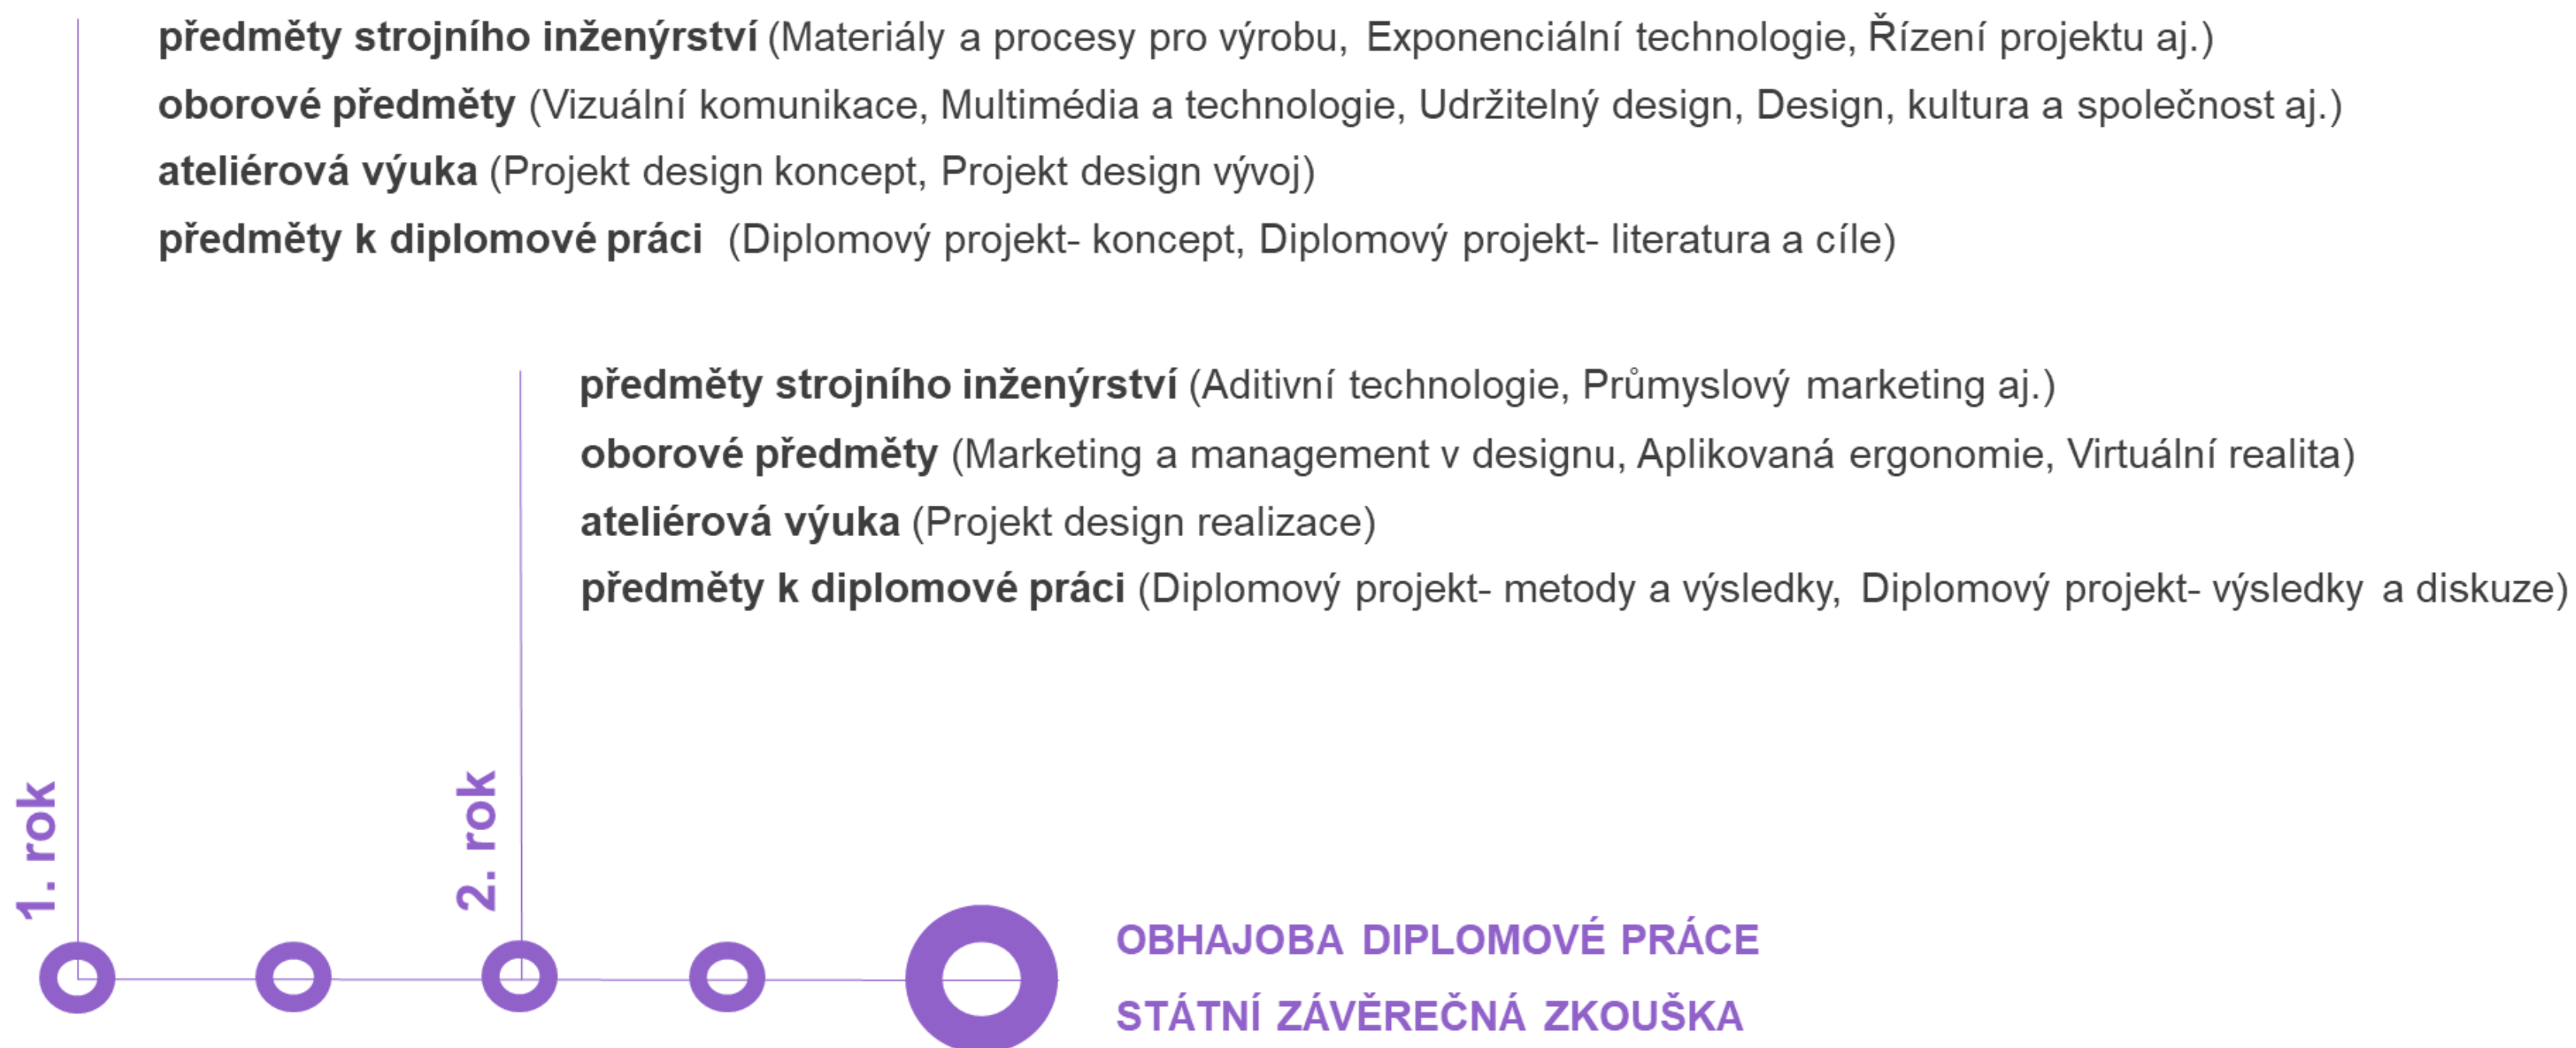 předměty strojního inženýrství (Materiály a procesy pro výrobu, Exponenciální technologie, Řízení projektu aj.)
oborové předměty (Vizuální komunikace, Multimédia a technologie, Udržitelný design, Design, kultura a společnost aj.)
ateliérová výuka (Projekt design koncept, Projekt design vývoj)
předměty k diplomové práci (Diplomový projekt- koncept, Diplomový projekt- literatura a cíle)
předměty strojního inženýrství (Aditivní technologie, Průmyslový marketing aj.)
oborové předměty (Marketing a management v designu, Aplikovaná ergonomie, Virtuální realita)
ateliérová výuka (Projekt design realizace)
předměty k diplomové práci (Diplomový projekt- metody a výsledky, Diplomový projekt- výsledky a diskuze)
1. rok
2. rok
OBHAJOBA DIPLOMOVÉ PRÁCE
STÁTNÍ ZÁVĚREČNÁ ZKOUŠKA